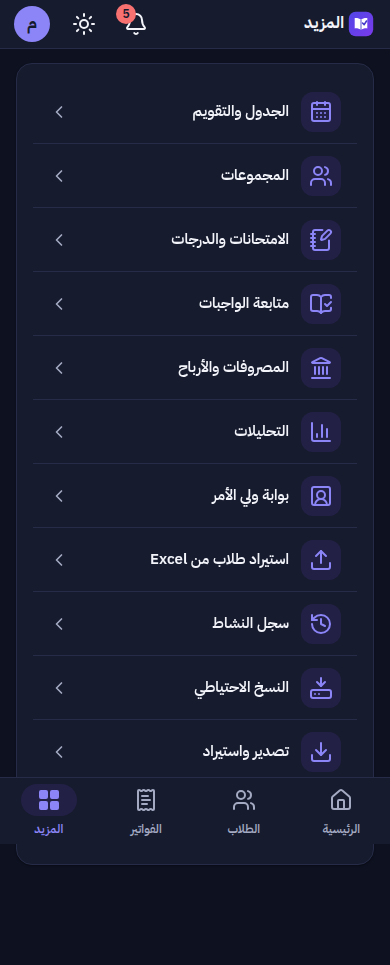 المزيد
5
م
الجدول والتقويم
المجموعات
الامتحانات والدرجات
متابعة الواجبات
المصروفات والأرباح
التحليلات
بوابة ولي الأمر
استيراد طلاب من Excel
سجل النشاط
النسخ الاحتياطي
تصدير واستيراد
الرئيسية
الطلاب
الفواتير
المزيد